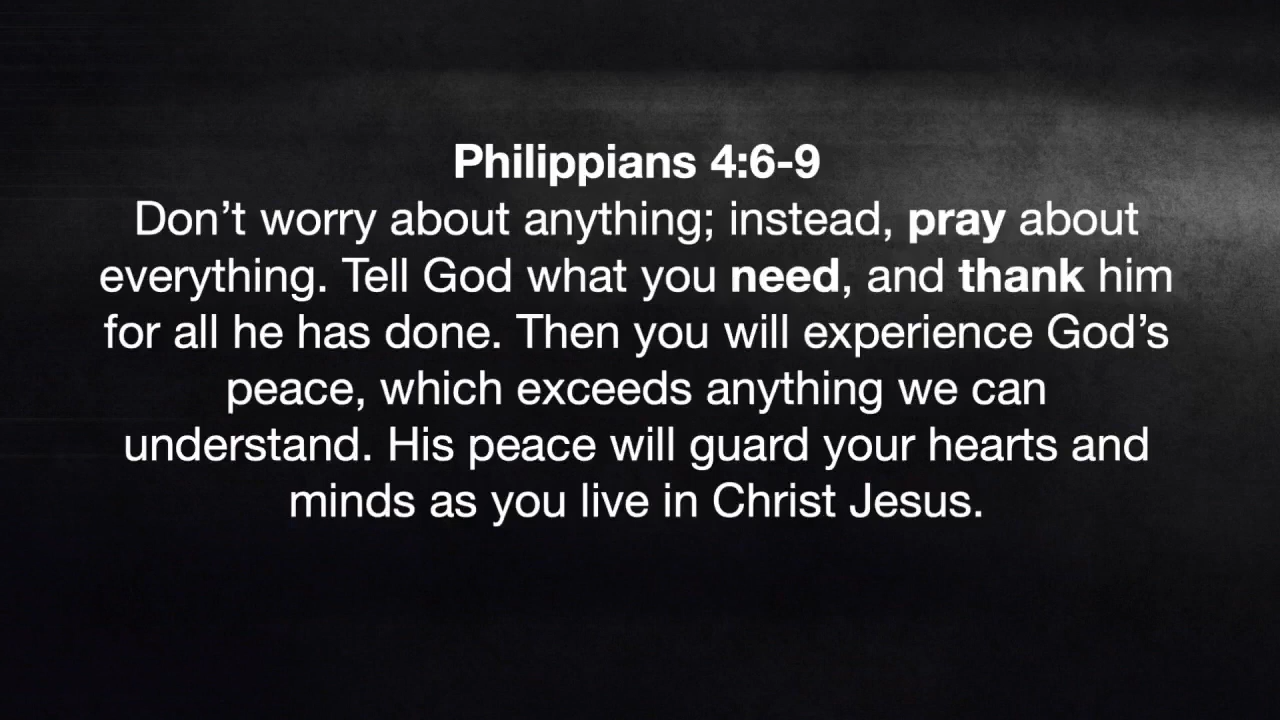 Philippians 4:6-9
Don’t worry about anything; instead, pray about
everything. Tell God what you need, and thank him
for all he has done. Then you will experience God’s
peace, which exceeds anything we can
understand. His peace will guard your hearts and
minds as you live in Christ Jesus.